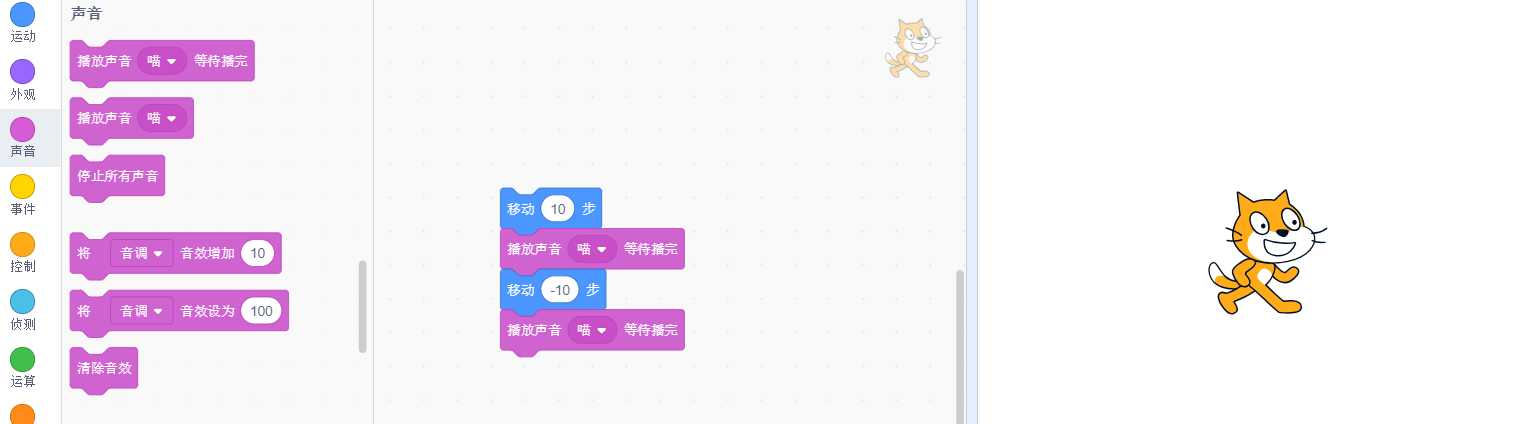 运动
外观
声音
事件
控制
侦测
运算
声音
播放声音 喵 等待播完
播放声音 喵
停止所有声音
将 音调 音效增加 10
将 音调 音效设为 100
清除音效
移动 10 步
播放声音 喵 等待播完
移动 -10 步
播放声音 喵 等待播完